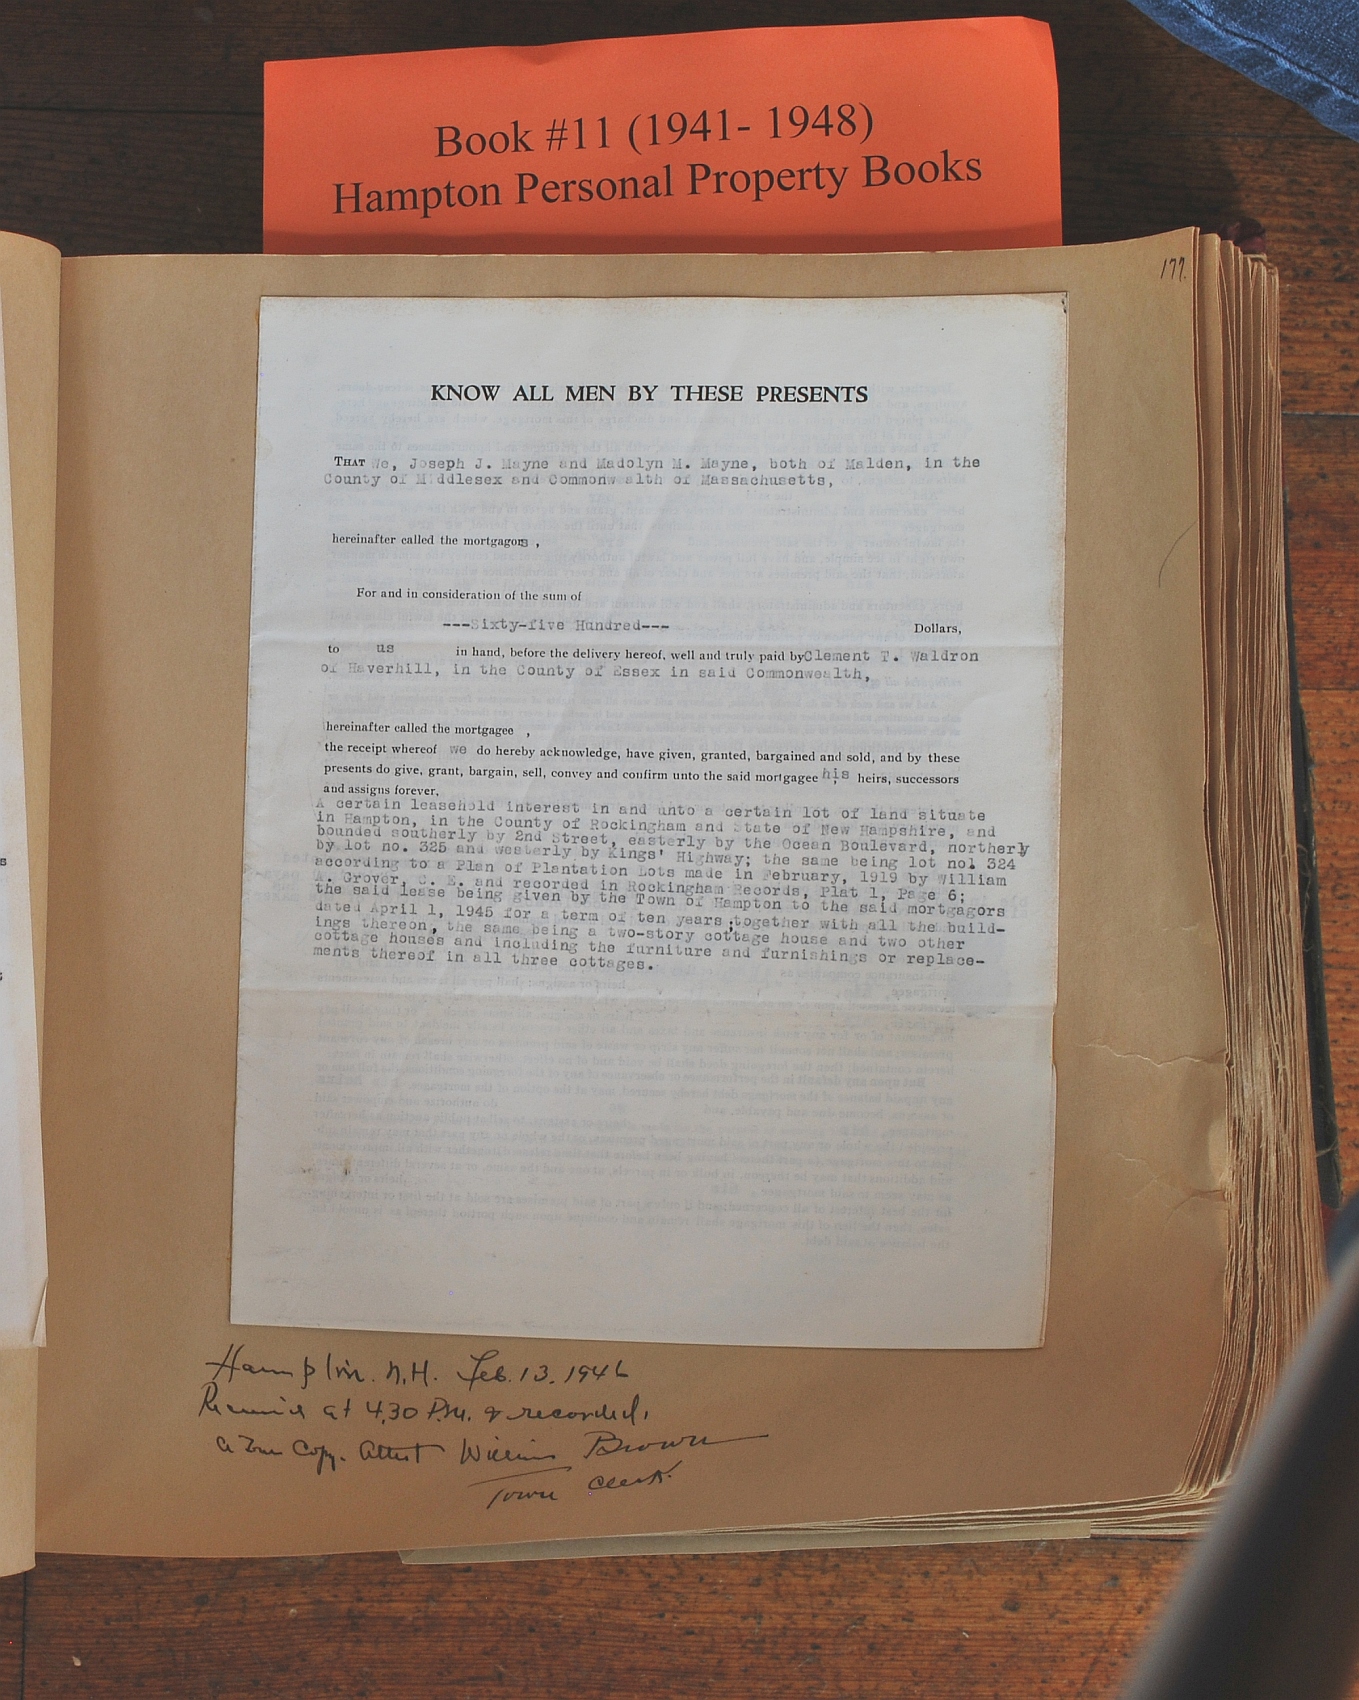 Book #11 (1941- 1948)
Hampton Personal Property Books
177.
KNOW ALL MEN BY THESE PRESENTS
THAT We, Joseph J. Mayne and Madolyn M. Mayne, both of Malden, in the
County of Middlesex and Commonwealth of Massachusetts,
hereinafter called the mortgagors ,
For and in consideration of the sum of
---Sixty-five Hundred--- Dollars,
to us in hand, before the delivery hereof, well and truly paid by Clement T. Waldron
of Haverhill, in the County of Essex in said Commonwealth,
hereinafter called the mortgagee ,
the receipt whereof we do hereby acknowledge, have given, granted, bargained and sold, and by these
presents do give, grant, bargain, sell, convey and confirm unto the said mortgagee , his heirs, successors
and assigns forever,
A certain leasehold interest in and unto a certain lot of land situate
in Hampton, in the County of Rockingham and State of New Hampshire, and
bounded southerly by 2nd Street, easterly by the Ocean Boulevard, northerly
by lot no. 325 and westerly by Kings' Highway; the same being lot no1 324
according to a Plan of Plantation Lots made in February, 1919 by William
A. Grover, C. E. and recorded in Rockingham Records, Plat 1, Page 6;
the said lease being given by the Town of Hampton to the said mortgagors
dated April 1, 1945 for a term of ten years ;together with all the build-
ings thereon, the same being a two-story cottage house and two other
cottage houses and including the furniture and furnishings or replace-
ments thereof in all three cottages.
Hampton. N.H. Feb. 13. 1946
Received at 4.30 P.M. & recorded,
A True Copy. Attest William Brown
Town Clerk.